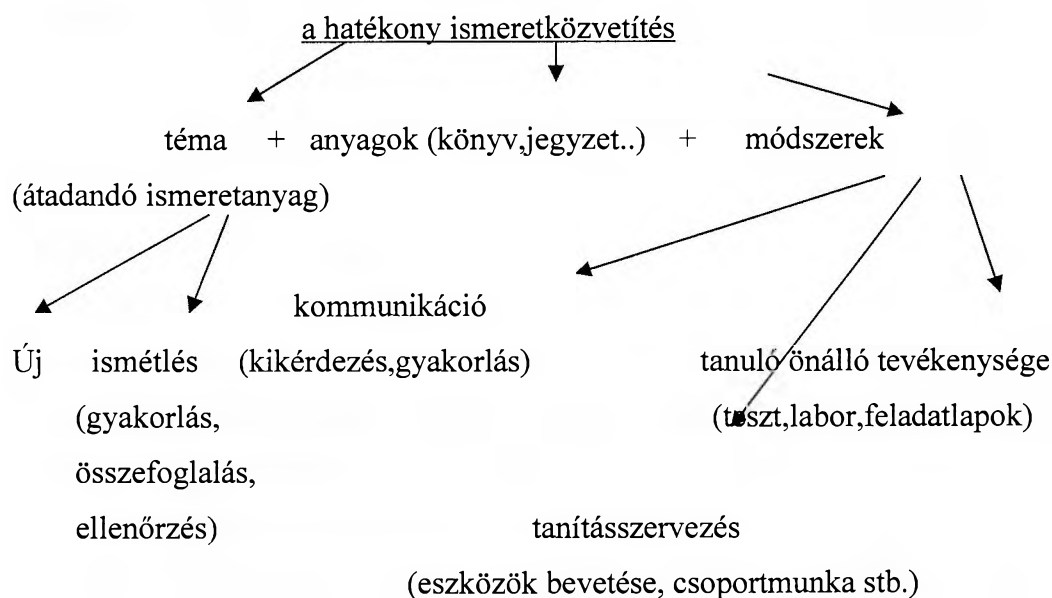 a hatékony ismeretközvetítés
téma + anyagok (könyv,jegyzet..) + módszerek
(átadandó ismeretanyag)
kommunikáció
Új ismétlés (kikérdezés,gyakorlás) tanuló önálló tevékenysége
(gyakorlás, (teszt,labor,feladatlapok)
összefoglalás,
ellenőrzés) tanításszervezés
(eszközök bevetése, csoportmunka stb.)